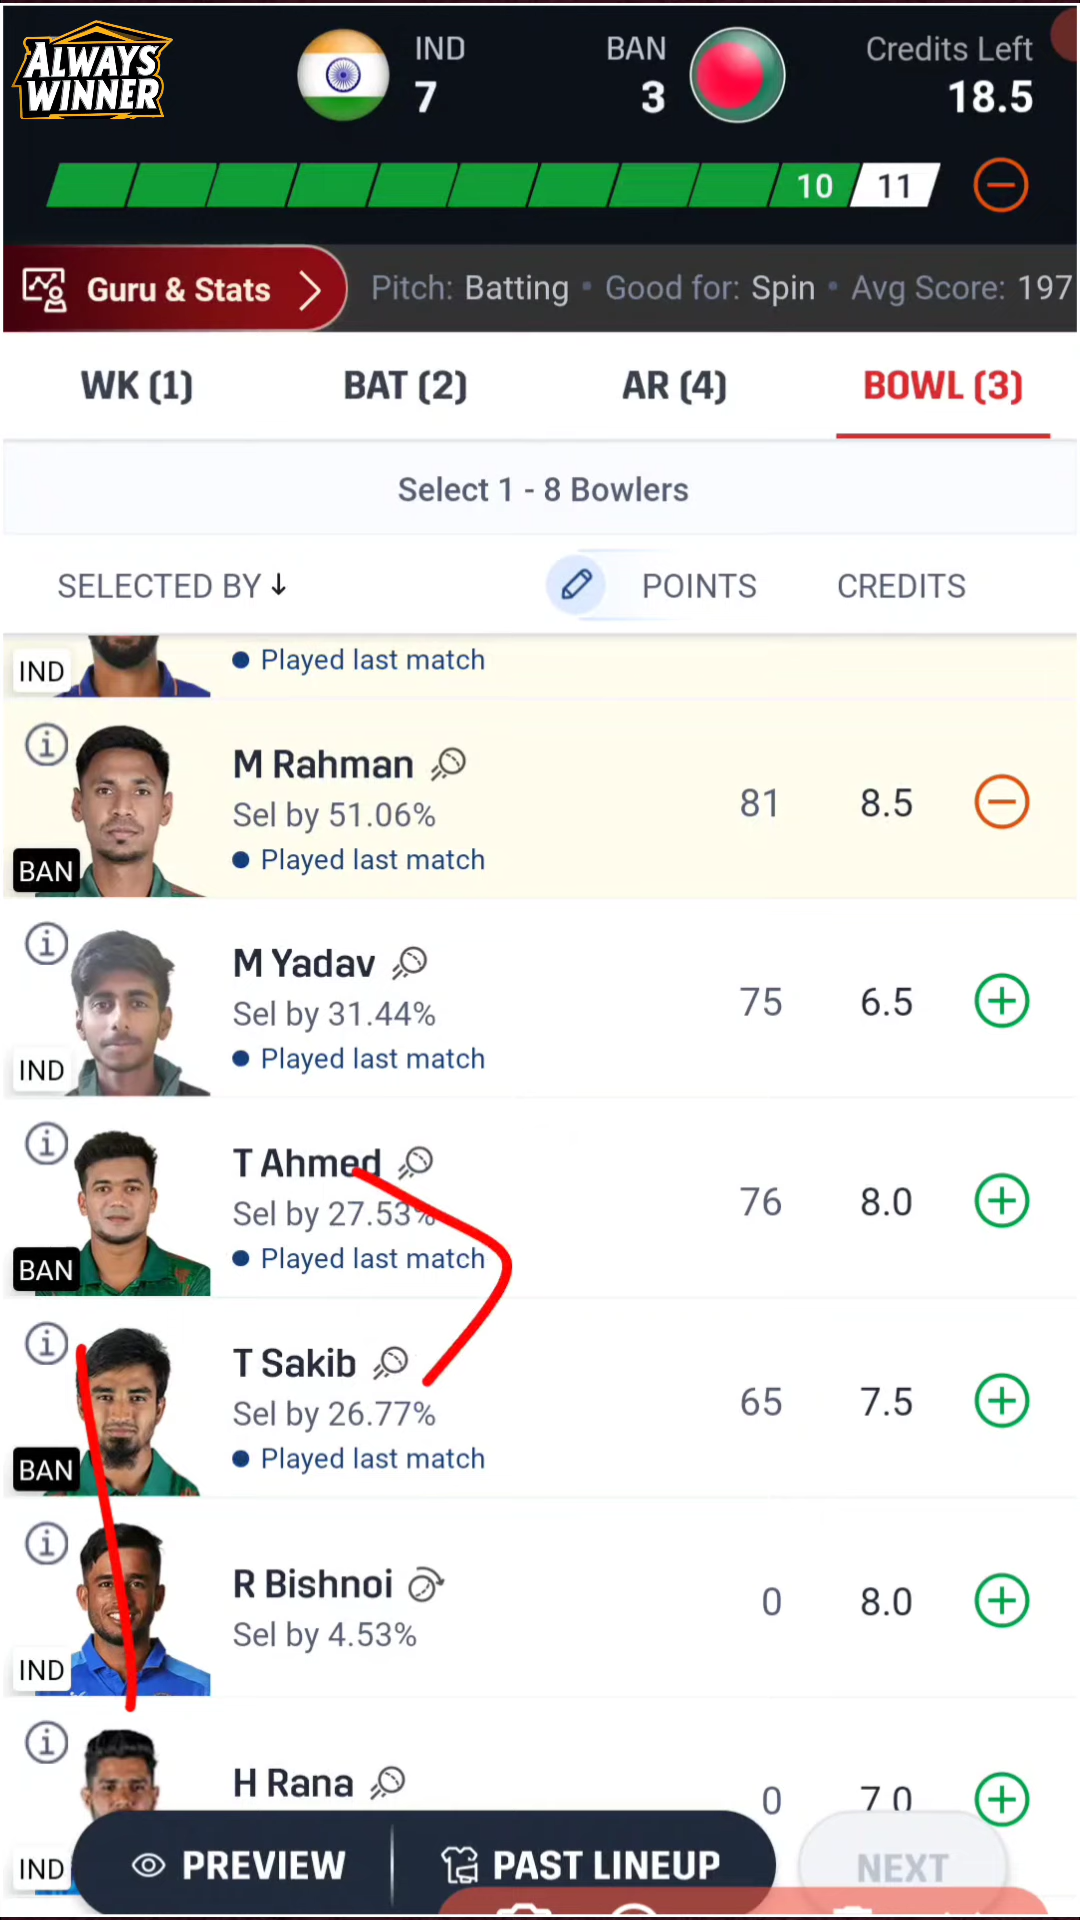 ALWAYS
WINNER
IND
7
BAN
3
Credits Left
18.5
10
11
Guru & Stats
Pitch: Batting • Good for: Spin • Avg Score: 197
WK (1)
BAT (2)
AR (4)
BOWL (3)
Select 1 - 8 Bowlers
SELECTED BY ↓
POINTS
CREDITS
IND
Played last match
M Rahman
Sel by 51.06%
Played last match
BAN
81
8.5
M Yadav
Sel by 31.44%
Played last match
IND
75
6.5
T Ahmed
Sel by 27.53%
Played last match
BAN
76
8.0
T Sakib
Sel by 26.77%
Played last match
BAN
65
7.5
R Bishnoi
Sel by 4.53%
IND
0
8.0
H Rana
IND
0
7.0
PREVIEW
PAST LINEUP
NEXT